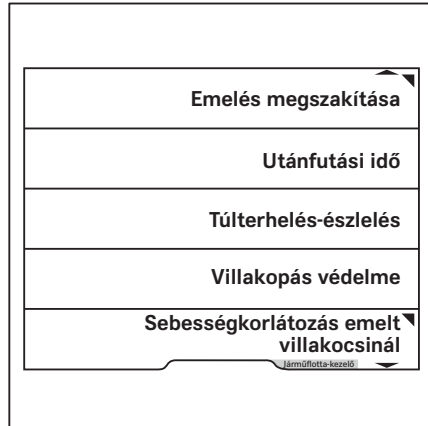 Emelés megszakítása
Utánfutási idő
Túlterhelés-észlelés
Villakopás védelme
Sebességkorlátozás emelt
villakocsinál
Járműflotta-kezelő